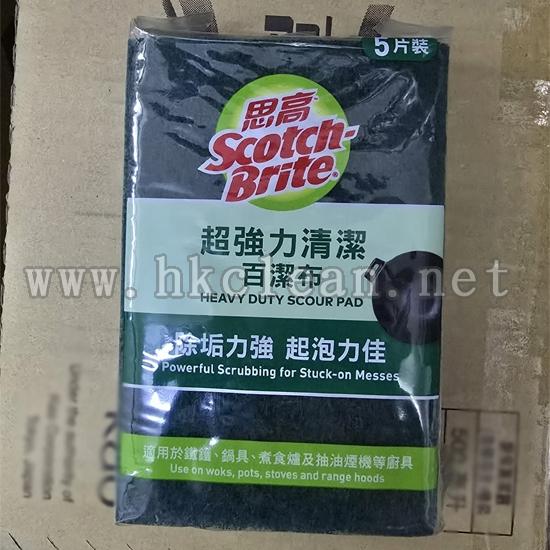 5片裝
思高
Scotch-
Brite
超強力清潔
百潔布
HEAVY DUTY SCOUR PAD
www.hkclean.net
除垢力強 起泡力佳
Powerful Scrubbing for Stuck-on Messes
適用於鐵鑊、鍋具、煮食爐及抽油煙機等廚具
Use on woks, pots, stoves and range hoods